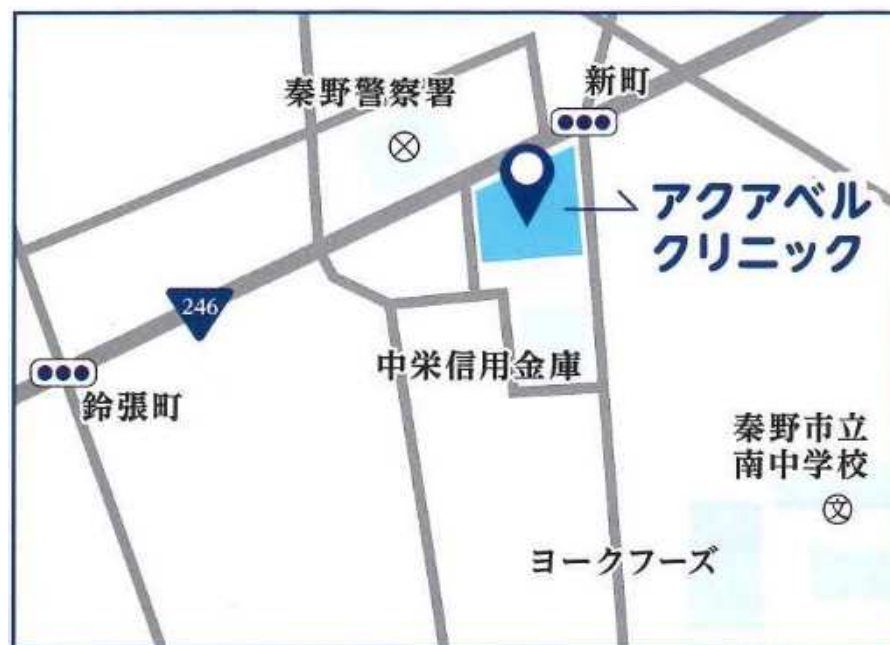 新町
秦野警察署
アクアベル
クリニック
246
中栄信用金庫
鈴張町
秦野市立
南中学校
文
ヨークフーズ